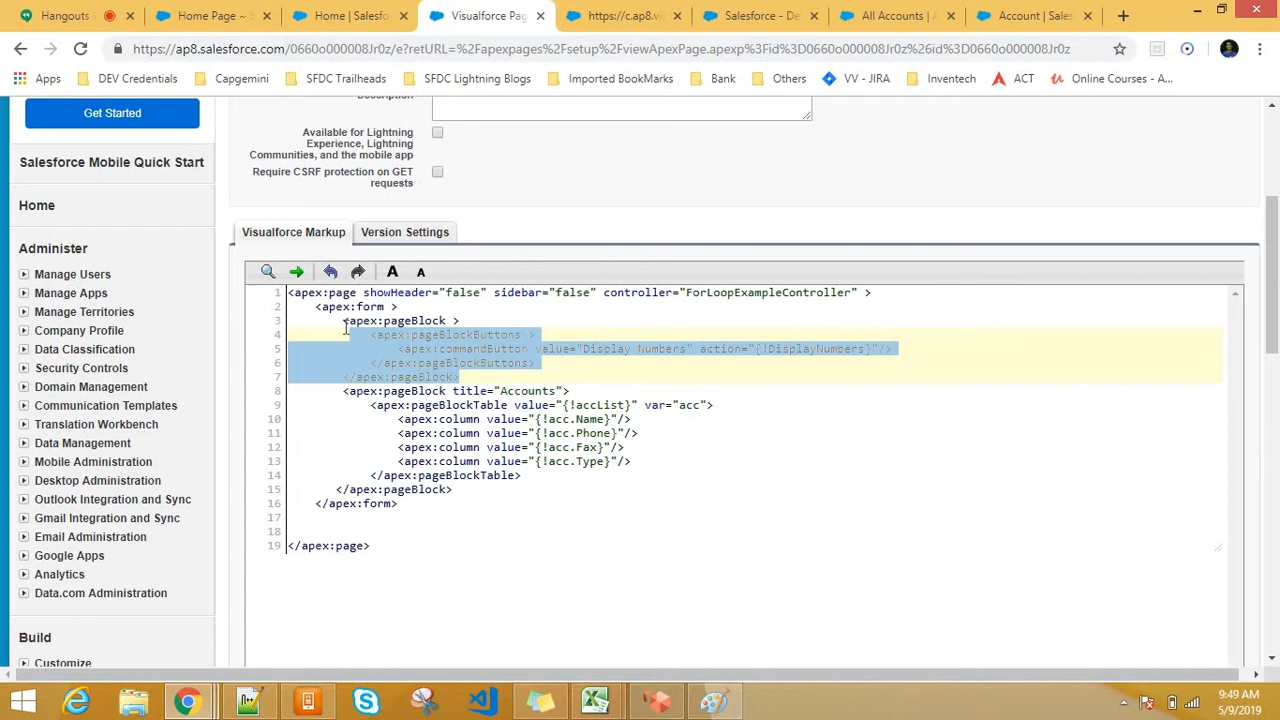 Hangouts
Home Page ~ S
Home | Salesfo
Visualforce Pag
https://c.ap8.vi
Salesforce - De
All Accounts | A
Account | Sales
https://ap8.salesforce.com/0660o000008Jr0z/e?retURL=%2Fapexpages%2Fsetup%2FviewApexPage.apexp%3Fid%3D0660o000008Jr0z%26id%3D0660o000008Jr0z
Apps
DEV Credentials
Capgemini
SFDC Trailheads
SFDC Lightning Blogs
Imported BookMarks
Bank
Others
VV - JIRA
Inventech
ACT
Online Courses - A...
Get Started
Salesforce Mobile Quick Start
Home
Administer
Manage Users
Manage Apps
Manage Territories
Company Profile
Data Classification
Security Controls
Domain Management
Communication Templates
Translation Workbench
Data Management
Mobile Administration
Desktop Administration
Outlook Integration and Sync
Gmail Integration and Sync
Email Administration
Google Apps
Analytics
Data.com Administration
Build
Customize
Description
Available for Lightning
Experience, Lightning
Communities, and the mobile app
Require CSRF protection on GET
requests
Visualforce Markup
Version Settings
A A
1 <apex:page showHeader="false" sidebar="false" controller="ForLoopExampleController" >
2 <apex:form >
3 <apex:pageBlock >
4 <apex:pageBlockButtons >
5 <apex:commandButton value="Display Numbers" action="{!DisplayNumbers}"/>
6 </apex:pageBlockButtons>
7 </apex:pageBlock>
8 <apex:pageBlock title="Accounts">
9 <apex:pageBlockTable value="{!accList}" var="acc">
10 <apex:column value="{!acc.Name}"/>
11 <apex:column value="{!acc.Phone}"/>
12 <apex:column value="{!acc.Fax}"/>
13 <apex:column value="{!acc.Type}"/>
14 </apex:pageBlockTable>
15 </apex:pageBlock>
16 </apex:form>
17
18
19 </apex:page>
9:49 AM
5/9/2019